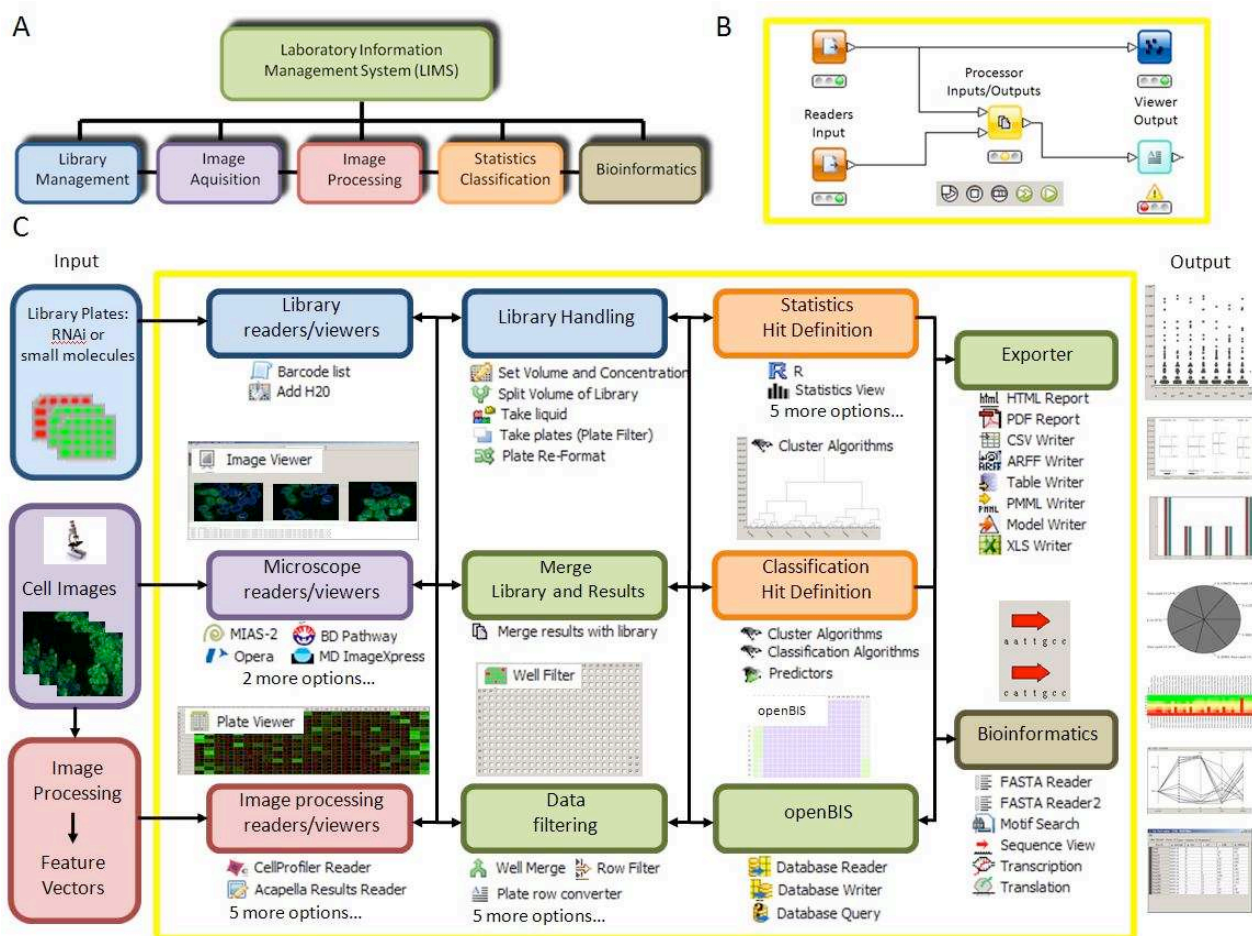 A
Laboratory Information
Management System (LIMS)
Library
Management
Image
Aquisition
Image
Processing
Statistics
Classification
Bioinformatics
B
Readers
Input
Processor
Inputs/Outputs
Viewer
Output
C
Input
Library Plates:
RNAi or
small molecules
Cell Images
Image
Processing
Feature
Vectors
Library
readers/viewers
Barcode list
Add H20
Image Viewer
Microscope
readers/viewers
MIAS-2
BD Pathway
Opera
MD ImageXpress
2 more options...
Plate Viewer
Image processing
readers/viewers
CellProfiler Reader
Acapella Results Reader
5 more options...
Library Handling
Set Volume and Concentration
Split Volume of Library
Take liquid
Take plates (Plate Filter)
Plate Re-Format
Merge
Library and Results
Merge results with library
Well Filter
Data
filtering
Well Merge
Row Filter
Plate row converter
5 more options...
Statistics
Hit Definition
R
Statistics View
5 more options...
Cluster Algorithms
Classification
Hit Definition
Cluster Algorithms
Classification Algorithms
Predictors
openBIS
openBIS
Database Reader
Database Writer
Database Query
Exporter
html HTML Report
PDF Report
CSV Writer
ARFF ARFF Writer
Table Writer
PMML PMML Writer
Model Writer
XLS Writer
a a t t g c c
c a t t g c c
Bioinformatics
FASTA Reader
FASTA Reader2
Motif Search
Sequence View
Transcription
Translation
Output